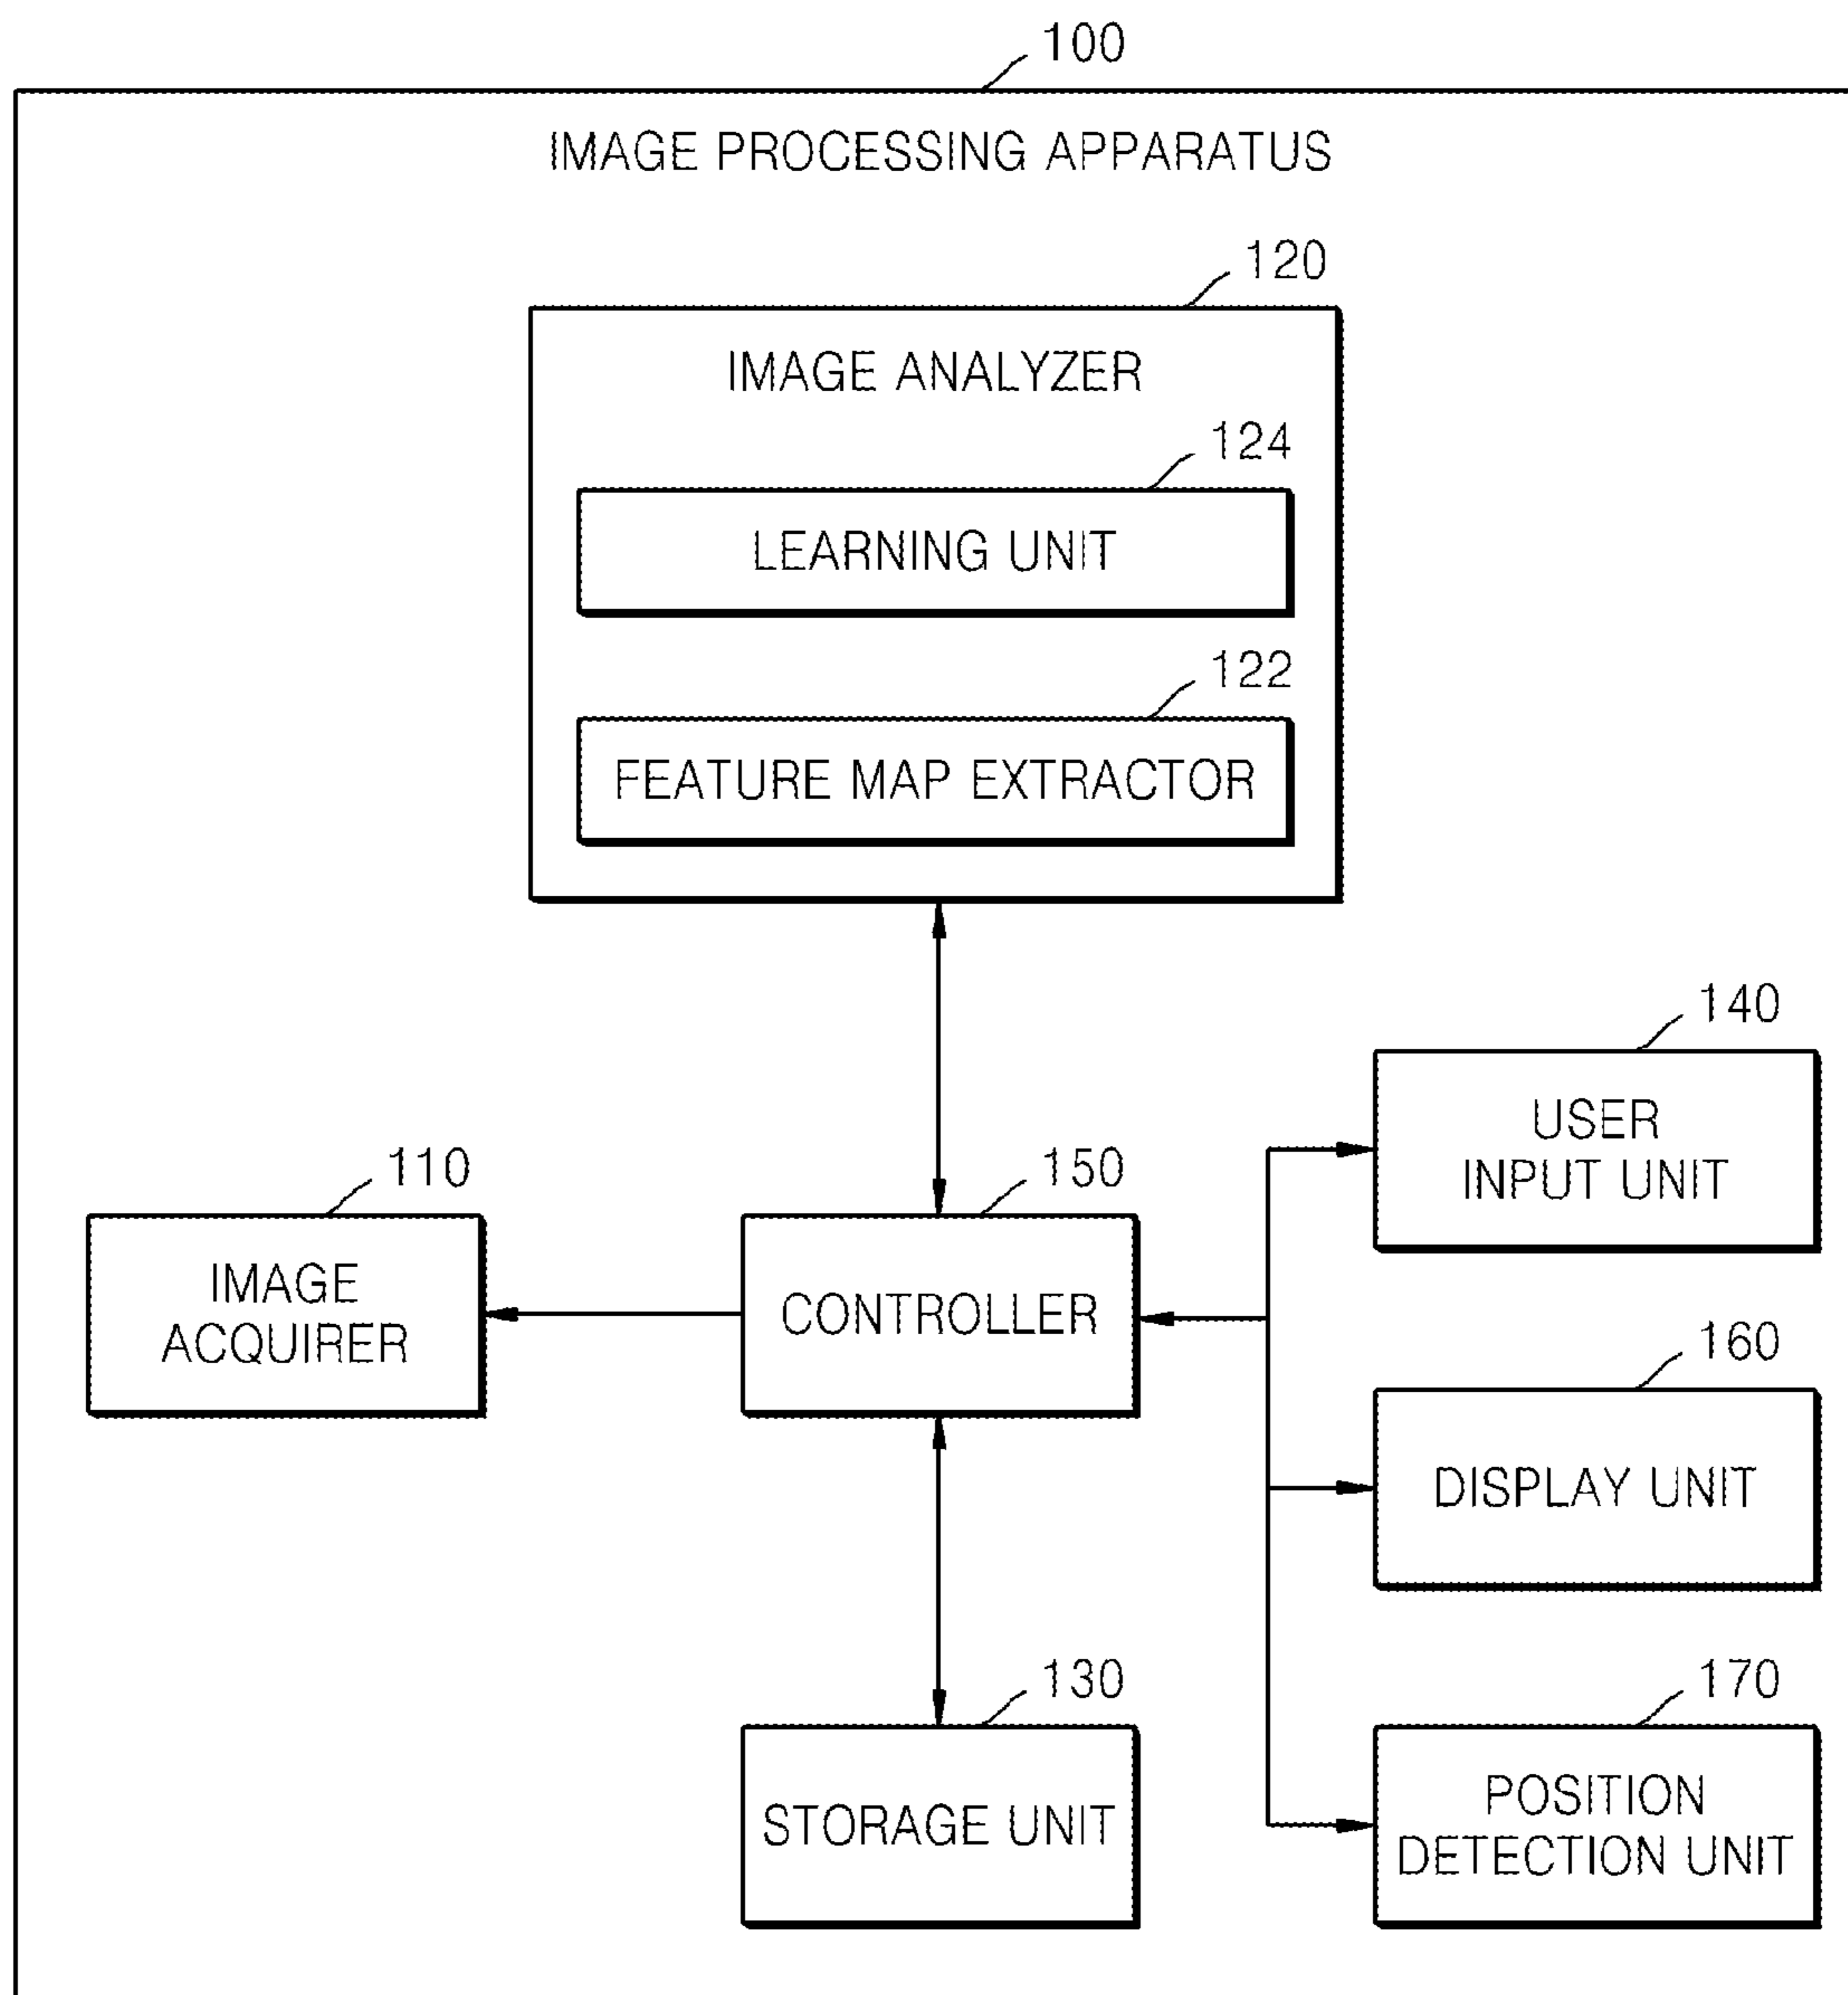 100
IMAGE PROCESSING APPARATUS
120
IMAGE ANALYZER
124
LEARNING UNIT
122
FEATURE MAP EXTRACTOR
110
IMAGE
ACQUIRER
150
CONTROLLER
140
USER
INPUT UNIT
160
DISPLAY UNIT
130
STORAGE UNIT
170
POSITION
DETECTION UNIT